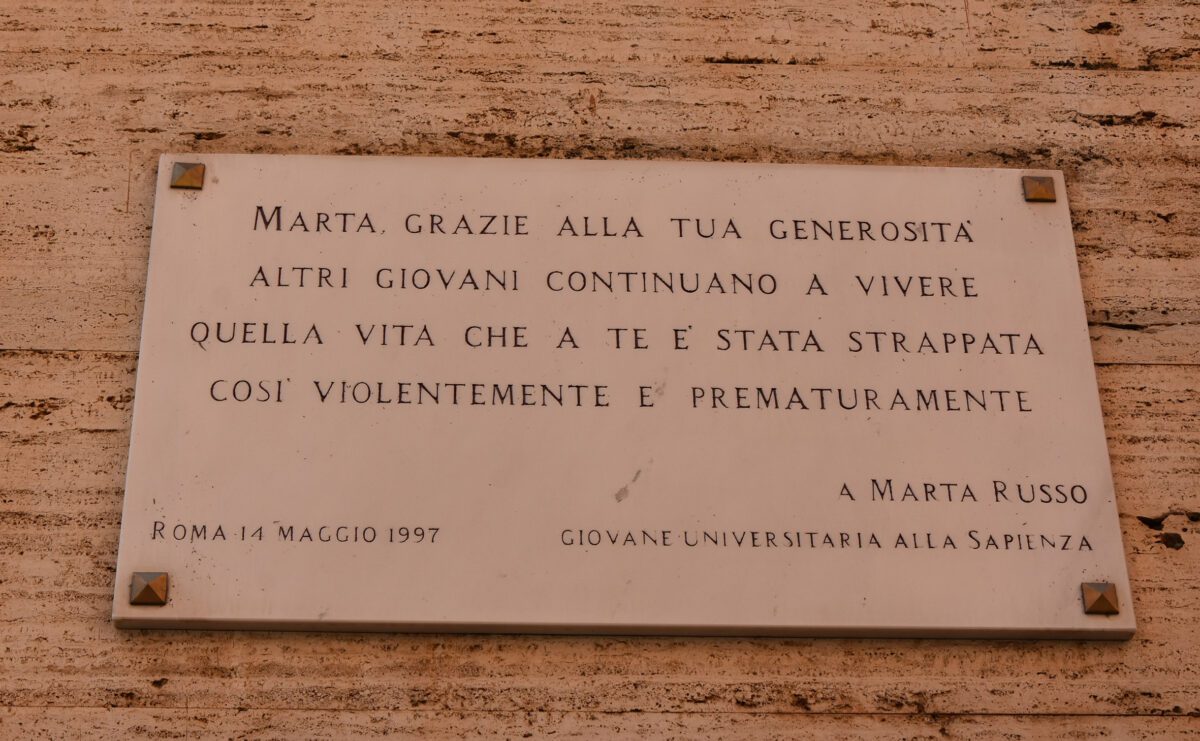 MARTA, GRAZIE ALLA TUA GENEROSITA'
ALTRI GIOVANI CONTINUANO A VIVERE
QUELLA VITA CHE A TE E' STATA STRAPPATA
COSI' VIOLENTEMENTE E PREMATURAMENTE
A MARTA RUSSO
ROMA 14 MAGGIO 1997 GIOVANE UNIVERSITARIA ALLA SAPIENZA